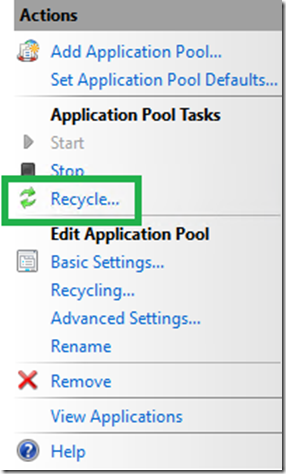 Actions
Add Application Pool...
Set Application Pool Defaults...
Application Pool Tasks
Start
Stop
Recycle...
Edit Application Pool
Basic Settings...
Recycling...
Advanced Settings...
Rename
Remove
View Applications
Help